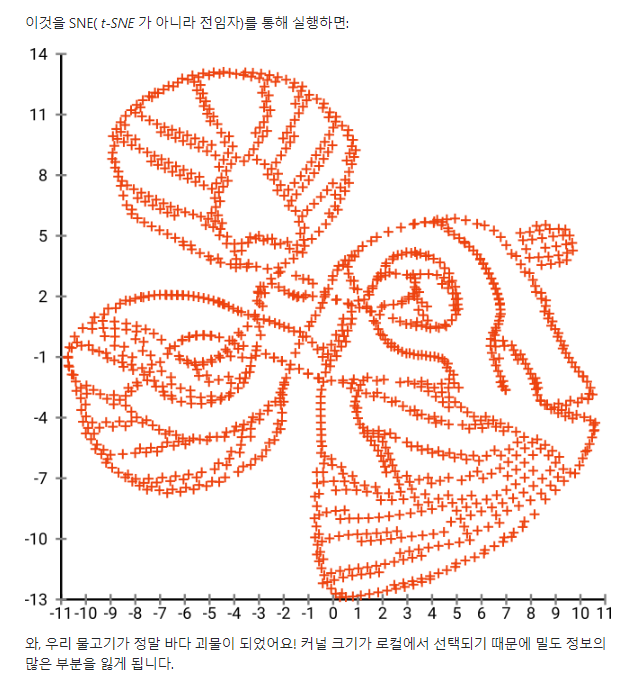 이것을 SNE( t-SNE 가 아니라 전임자)를 통해 실행하면:
14
11
8
5
2
-1
-4
-7
-10
-13
-11 -10 -9 -8 -7 -6 -5 -4 -3 -2 -1 0 1 2 3 4 5 6 7 8 9 10 11
와, 우리 물고기가 정말 바다 괴물이 되었어요! 커널 크기가 로컬에서 선택되기 때문에 밀도 정보의
많은 부분을 잃게 됩니다.